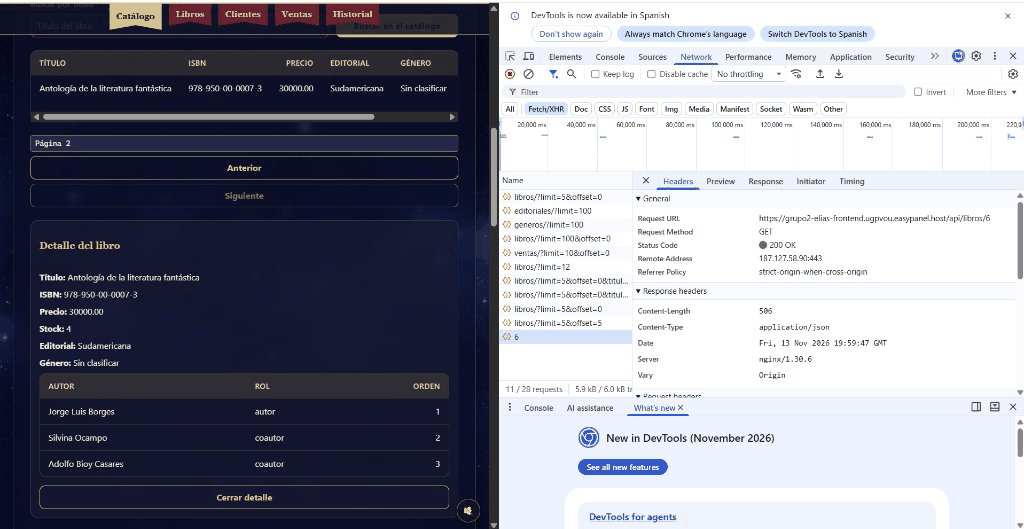 Catálogo
Libros
Clientes
Ventas
Historial
TÍTULO ISBN PRECIO EDITORIAL GÉNERO
Antología de la literatura fantástica 978-950-00-0007-3 30000.00 Sudamericana Sin clasificar
Página 2
Anterior
Siguiente
Detalle del libro
Título: Antología de la literatura fantástica
ISBN: 978-950-00-0007-3
Precio: 30000.00
Stock: 4
Editorial: Sudamericana
Género: Sin clasificar
AUTOR ROL ORDEN
Jorge Luis Borges autor 1
Silvina Ocampo coautor 2
Adolfo Bioy Casares coautor 3
Cerrar detalle
DevTools is now available in Spanish
Don't show again Always match Chrome's language Switch DevTools to Spanish
Elements Console Sources Network Performance Memory Application Security
Keep log Disable cache No throttling
Filter Invert More filters
All Fetch/XHR Doc CSS JS Font Img Media Manifest Socket Wasm Other
20,000 ms 40,000 ms 60,000 ms 80,000 ms 100,000 ms 120,000 ms 140,000 ms 160,000 ms 180,000 ms 200,000 ms 220,0
Name
libros/?limit=5&offset=0
editoriales/?limit=100
generos/?limit=100
libros/?limit=100&offset=0
ventas/?limit=10&offset=0
libros/?limit=12
libros/?limit=5&offset=0&titul...
libros/?limit=5&offset=0&titul...
libros/?limit=5&offset=0
libros/?limit=5&offset=5
6
11 / 28 requests 5.9 kB / 6.0 kB tr
Headers Preview Response Initiator Timing
General
Request URL https://grupo2-elias-frontend.ugpvou.easypanel.host/api/libros/6
Request Method GET
Status Code 200 OK
Remote Address 187.127.58.90:443
Referrer Policy strict-origin-when-cross-origin
Response headers
Content-Length 506
Content-Type application/json
Date Fri, 13 Nov 2026 19:59:47 GMT
Server nginx/1.30.6
Vary Origin
Request headers
Console AI assistance What's new
New in DevTools (November 2026)
See all new features
DevTools for agents